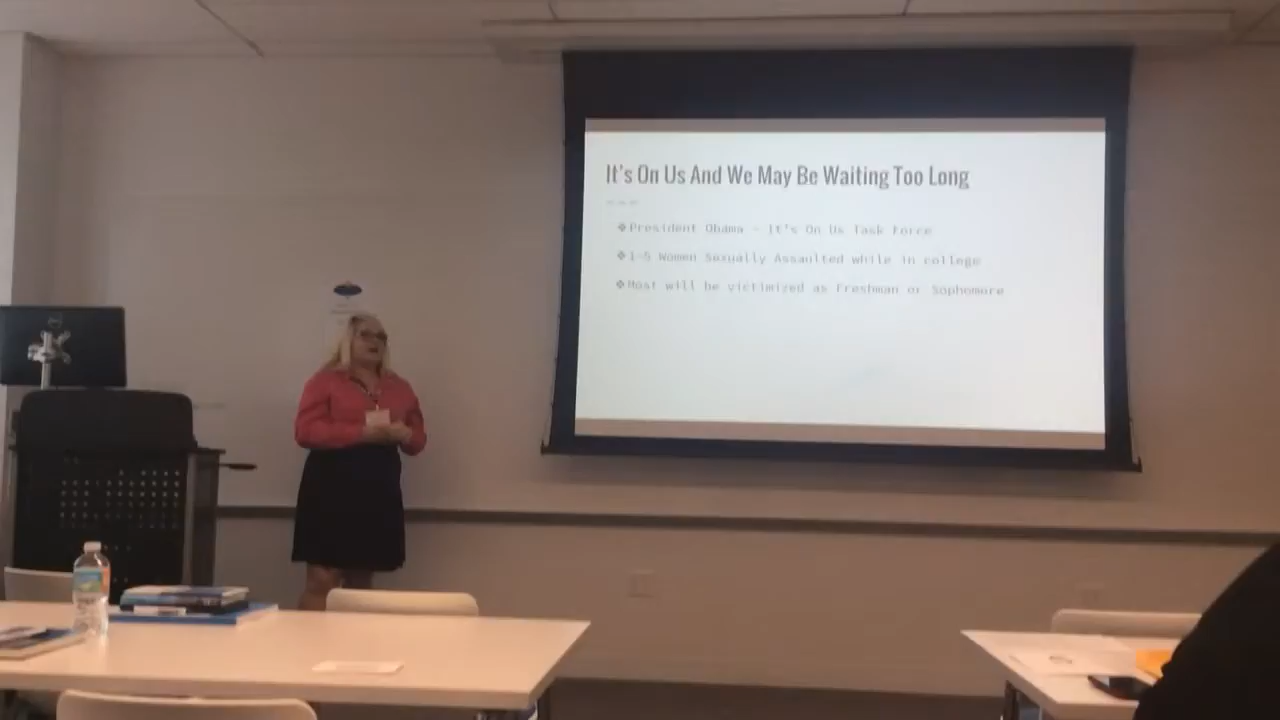 It's On Us And We May Be Waiting Too Long
❖President Obama - It's On Us Task Force
❖1-5 Women Sexually Assaulted while in college
❖Most will be victimized as Freshman or Sophomore